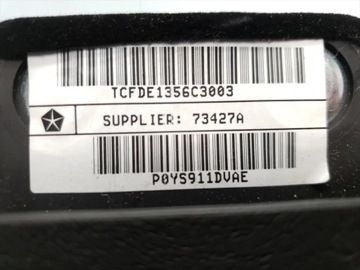 TCFDE1356C3003
SUPPLIER: 73427A
P0YS911DVAE